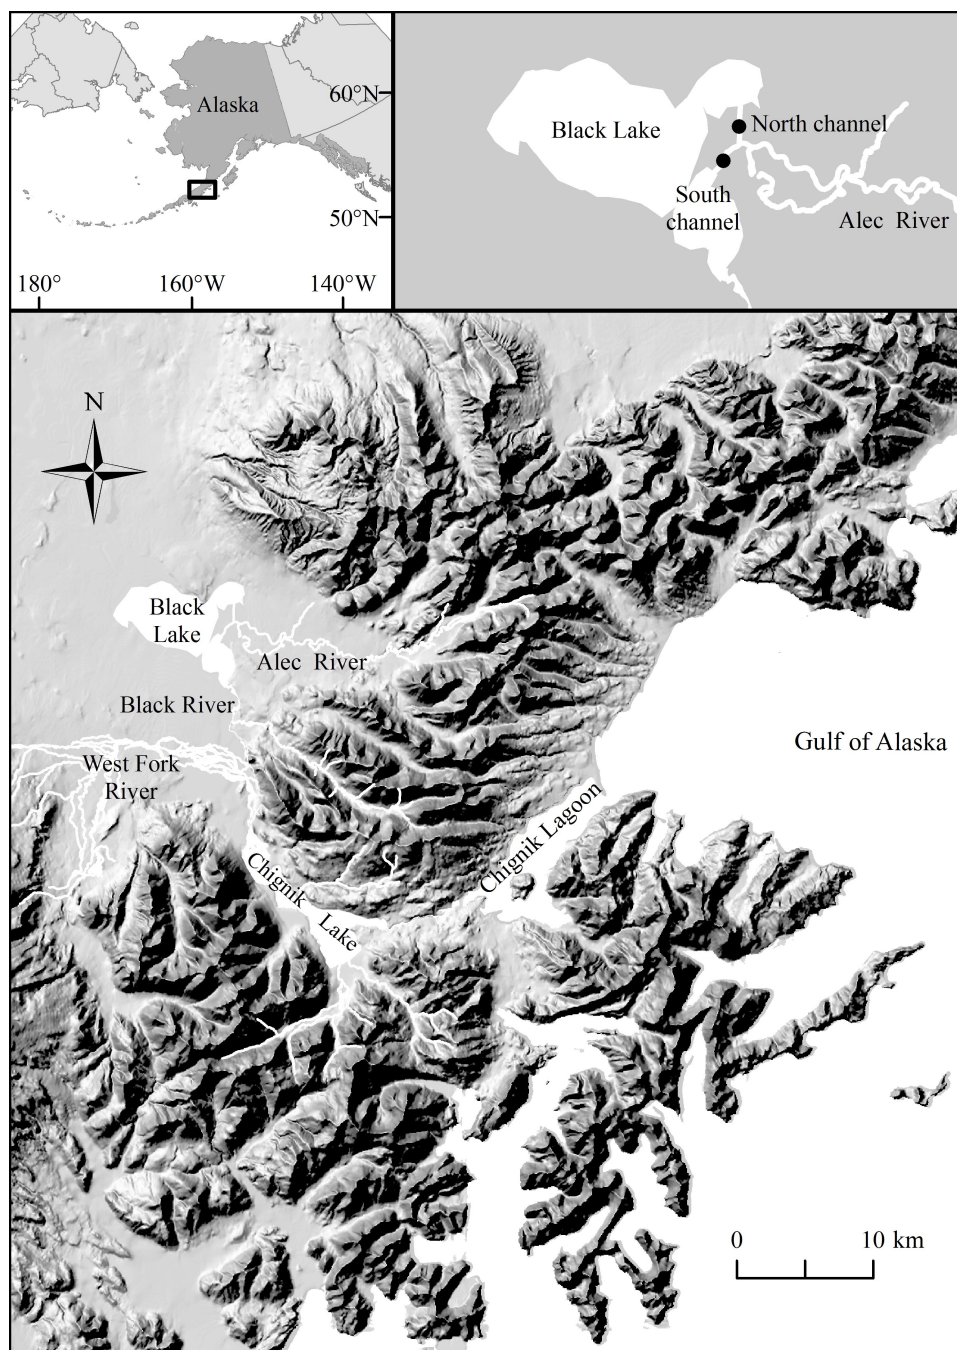 Alaska
60°N
50°N
180°
160°W
140°W
Black Lake
North channel
South
channel
Alec River
N
Black
Lake
Alec River
Black River
West Fork
River
Gulf of Alaska
Chignik Lagoon
Chignik Lake
0
10 km